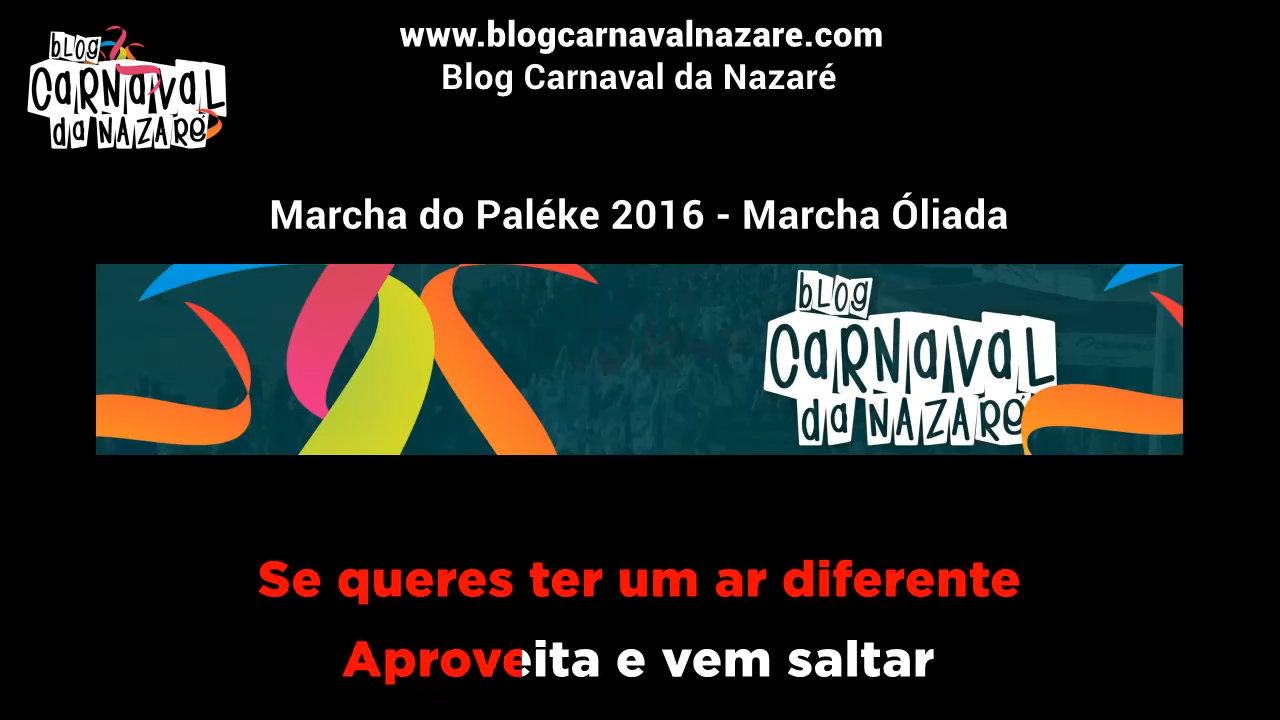 www.blogcarnavalnazare.com
Blog Carnaval da Nazaré
BLOG
CARNAVAL
da NAZARÉ
Marcha do Paléke 2016 - Marcha Óliada
BLOG
CARNAVAL
da NAZARÉ
Se queres ter um ar diferente
Aproveita e vem saltar